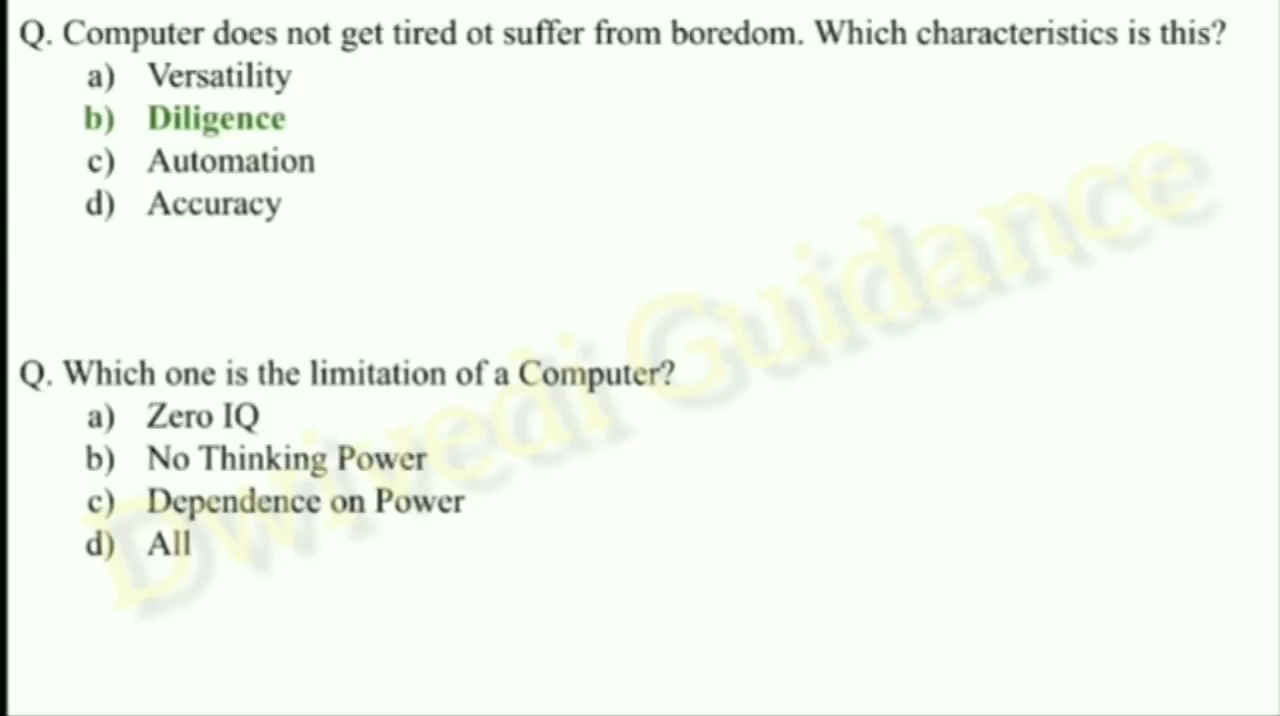 Q. Computer does not get tired ot suffer from boredom. Which characteristics is this?
a) Versatility
b) Diligence
c) Automation
d) Accuracy
Q. Which one is the limitation of a Computer?
a) Zero IQ
b) No Thinking Power
c) Dependence on Power
d) All
Dwivedi Guidance